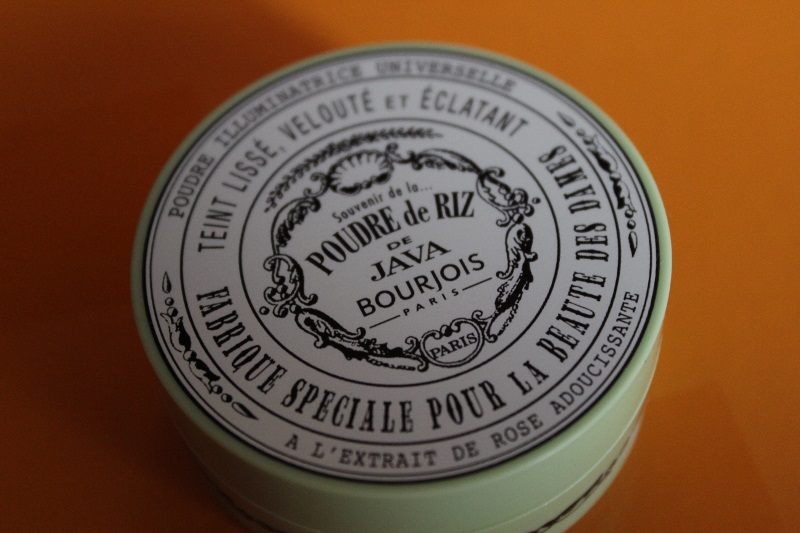 POUDRE ILLUMINATRICE UNIVERSELLE
TEINT LISSÉ, VELOUTÉ ET ÉCLATANT
Souvenir de la...
POUDRE de RIZ
DE
JAVA
BOURJOIS
PARIS
PARIS
FABRIQUE SPECIALE POUR LA BEAUTE DES DAMES
A L'EXTRAIT DE ROSE ADOUCISSANTE